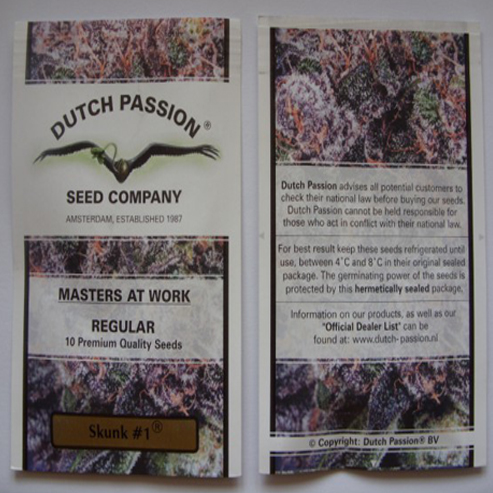 DUTCH PASSION®
SEED COMPANY
AMSTERDAM, ESTABLISHED 1987
MASTERS AT WORK
REGULAR
10 Premium Quality Seeds
Skunk #1®
Dutch Passion advises all potential customers to
check their national law before buying our seeds.
Dutch Passion cannot be held responsible for
those who act in conflict with their national law.
For best result keep these seeds refrigerated until
use, between 4˚C and 8˚C in their original sealed
package. The germinating power of the seeds is
protected by this hermetically sealed package.
Information on our products, as well as our
"Official Dealer List" can be
found at: www.dutch-passion.nl
© Copyright: Dutch Passion® BV